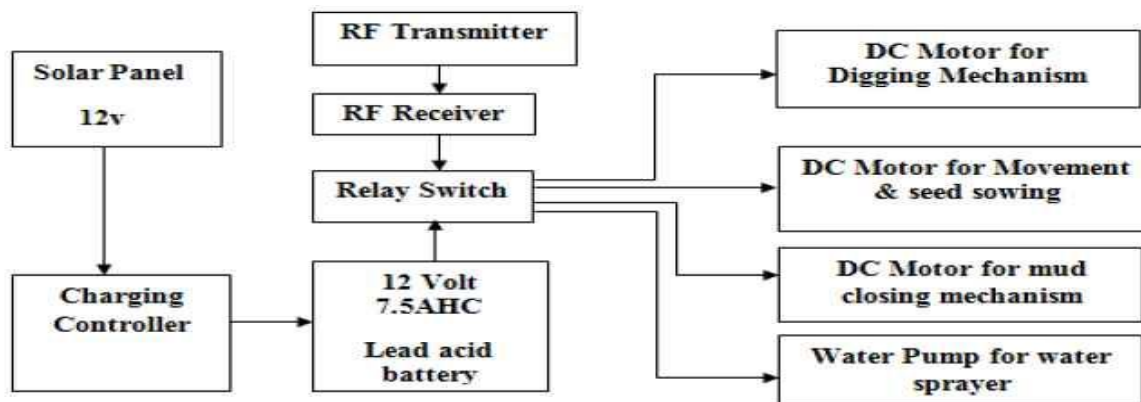 Solar Panel
12v
RF Transmitter
RF Receiver
Relay Switch
Charging
Controller
12 Volt
7.5AHC
Lead acid
battery
DC Motor for
Digging Mechanism
DC Motor for Movement
& seed sowing
DC Motor for mud
closing mechanism
Water Pump for water
sprayer